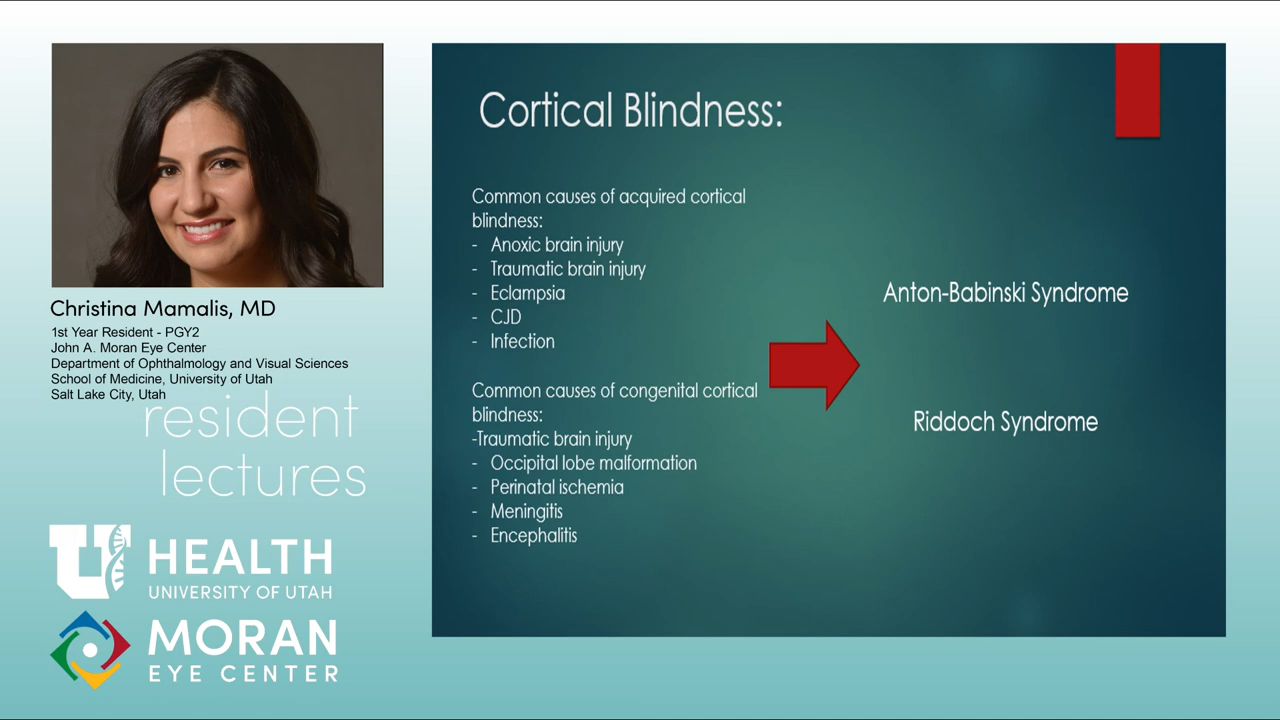 Christina Mamalis, MD
1st Year Resident - PGY2
John A. Moran Eye Center
Department of Ophthalmology and Visual Sciences
School of Medicine, University of Utah
Salt Lake City, Utah
resident
lectures
U HEALTH
UNIVERSITY OF UTAH
MORAN
EYE CENTER
Cortical Blindness:
Common causes of acquired cortical
blindness:
- Anoxic brain injury
- Traumatic brain injury
- Eclampsia
- CJD
- Infection
Common causes of congenital cortical
blindness:
-Traumatic brain injury
- Occipital lobe malformation
- Perinatal ischemia
- Meningitis
- Encephalitis
Anton-Babinski Syndrome
Riddoch Syndrome